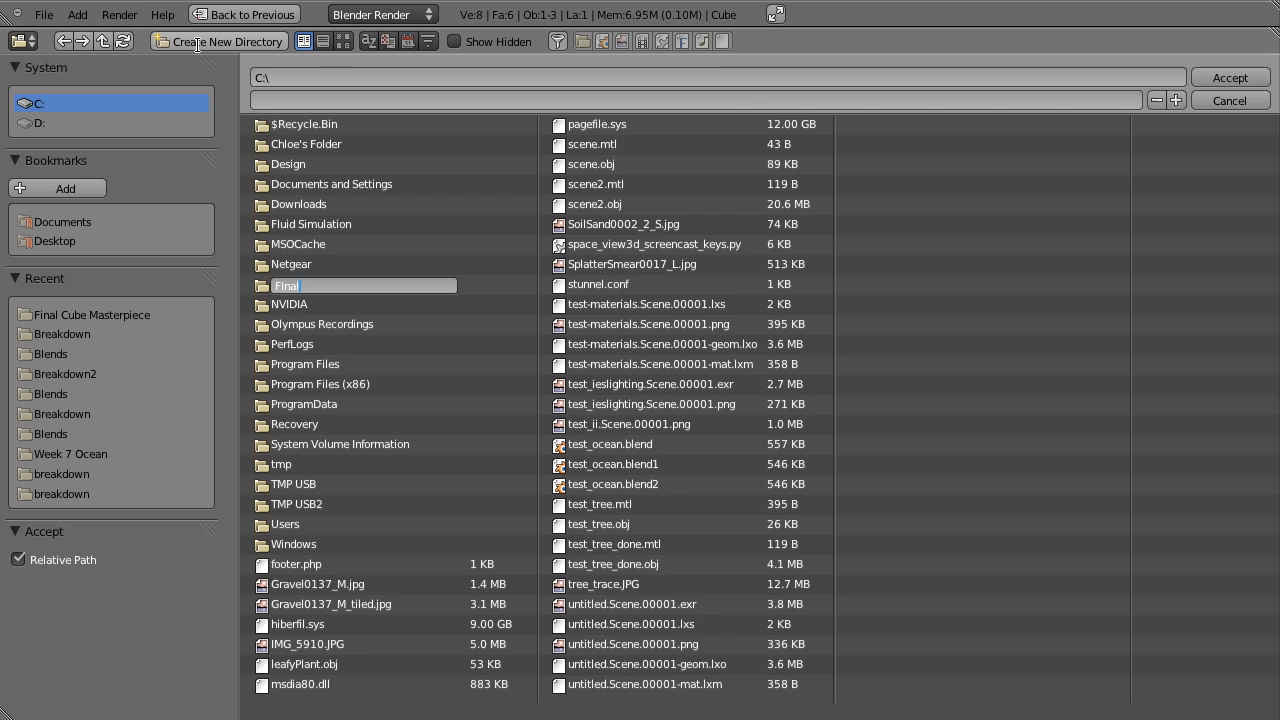 File Add Render Help Back to Previous Blender Render Ve:8 | Fa:6 | Ob:1-3 | La:1 | Mem:6.95M (0.10M) | Cube
Create New Directory Show Hidden
System
C:
D:
Bookmarks
Add
Documents
Desktop
Recent
Final Cube Masterpiece
Breakdown
Blends
Breakdown2
Blends
Breakdown
Blends
Week 7 Ocean
breakdown
breakdown
Accept
Relative Path
C:\ Accept
Cancel
$Recycle.Bin
Chloe's Folder
Design
Documents and Settings
Downloads
Fluid Simulation
MSOCache
Netgear
FInal
NVIDIA
Olympus Recordings
PerfLogs
Program Files
Program Files (x86)
ProgramData
Recovery
System Volume Information
tmp
TMP USB
TMP USB2
Users
Windows
footer.php 1 KB
Gravel0137_M.jpg 1.4 MB
Gravel0137_M_tiled.jpg 3.1 MB
hiberfil.sys 9.00 GB
IMG_5910.JPG 5.0 MB
leafyPlant.obj 53 KB
msdia80.dll 883 KB
pagefile.sys 12.00 GB
scene.mtl 43 B
scene.obj 89 KB
scene2.mtl 119 B
scene2.obj 20.6 MB
SoilSand0002_2_S.jpg 74 KB
space_view3d_screencast_keys.py 6 KB
SplatterSmear0017_L.jpg 513 KB
stunnel.conf 1 KB
test-materials.Scene.00001.lxs 2 KB
test-materials.Scene.00001.png 395 KB
test-materials.Scene.00001-geom.lxo 3.6 MB
test-materials.Scene.00001-mat.lxm 358 B
test_ieslighting.Scene.00001.exr 2.7 MB
test_ieslighting.Scene.00001.png 271 KB
test_ii.Scene.00001.png 1.0 MB
test_ocean.blend 557 KB
test_ocean.blend1 546 KB
test_ocean.blend2 546 KB
test_tree.mtl 395 B
test_tree.obj 26 KB
test_tree_done.mtl 119 B
test_tree_done.obj 4.1 MB
tree_trace.JPG 12.7 MB
untitled.Scene.00001.exr 3.8 MB
untitled.Scene.00001.lxs 2 KB
untitled.Scene.00001.png 336 KB
untitled.Scene.00001-geom.lxo 3.6 MB
untitled.Scene.00001-mat.lxm 358 B